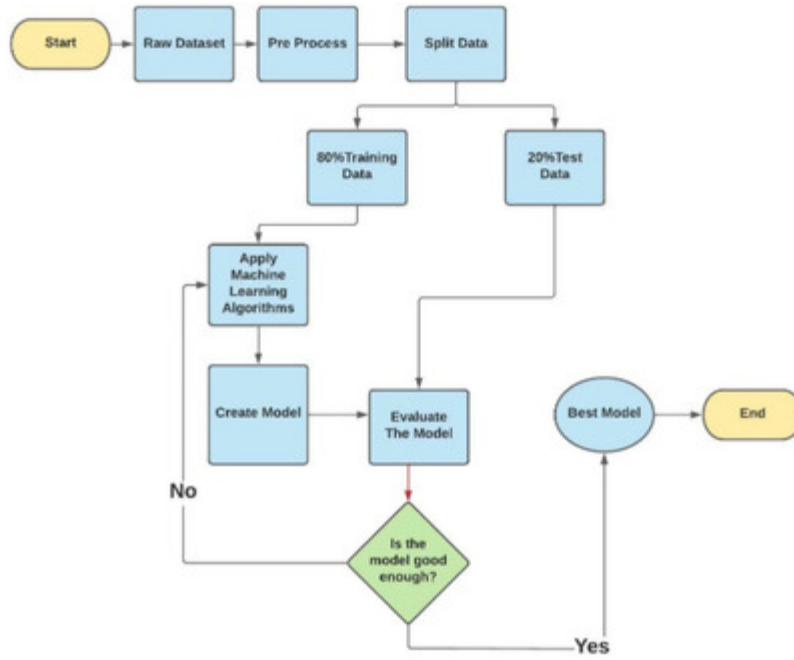 Start
Raw Dataset
Pre Process
Split Data
80%Training
Data
20%Test
Data
Apply
Machine
Learning
Algorithms
Create Model
Evaluate
The Model
Best Model
End
No
Is the
model good
enough?
Yes